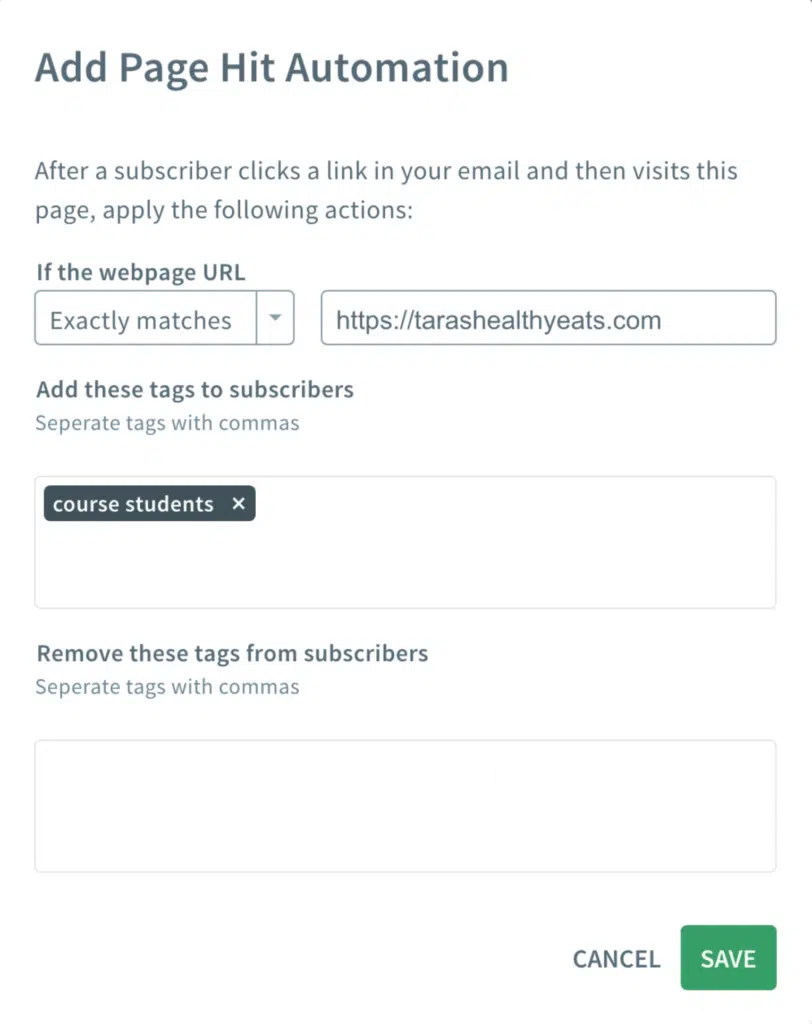 Add Page Hit Automation
After a subscriber clicks a link in your email and then visits this
page, apply the following actions:
If the webpage URL
Exactly matches https://tarashealthyeats.com
Add these tags to subscribers
Seperate tags with commas
course students ×
Remove these tags from subscribers
Seperate tags with commas
CANCEL SAVE